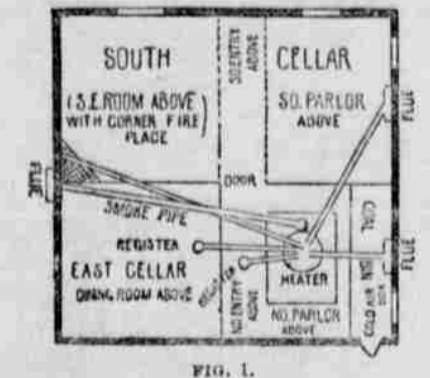 SOUTH
CELLAR
SO. ENTRY
ABOVE
(S.E. ROOM ABOVE
WITH CORNER FIRE
PLACE)
SO. PARLOR
ABOVE
FLUE
FLUE
DOOR
SMOKE PIPE
COAL
REGISTER
FLUE
EAST CELLAR
REGISTER
HEATER
DINING ROOM ABOVE
NO. ENTRY
ABOVE
NO. PARLOR
ABOVE
COLD AIR
BOX
BIN
FIG. 1.